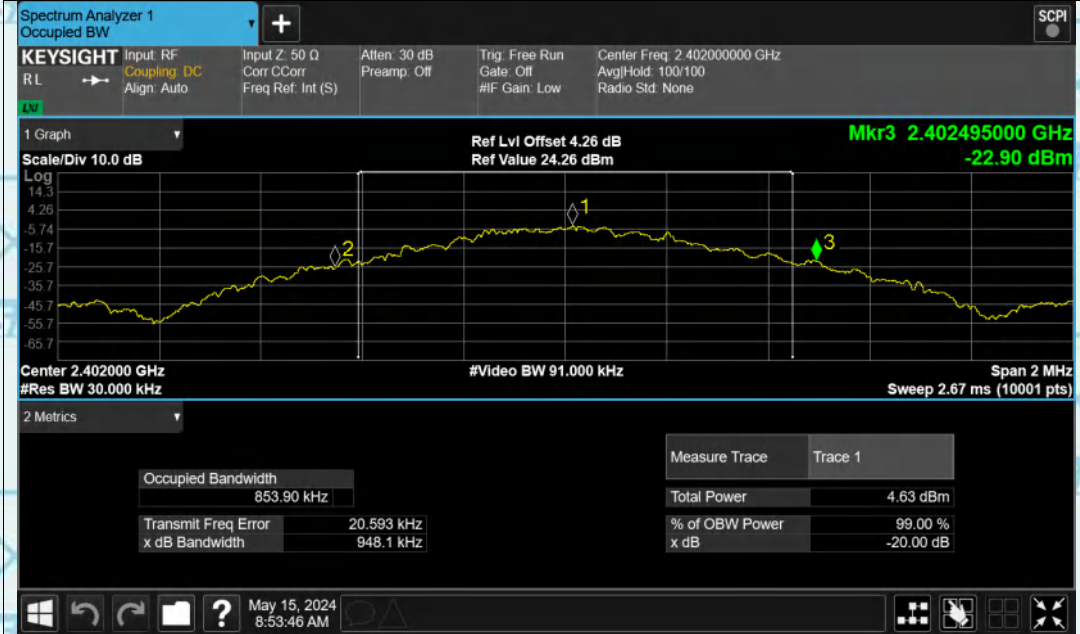 Spectrum Analyzer 1
Occupied BW
+
SCPI
KEYSIGHT
RL
LXI
Input: RF
Coupling: DC
Align: Auto
Input Z: 50 Ω
Corr CCorr
Freq Ref: Int (S)
Atten: 30 dB
Preamp: Off
Trig: Free Run
Gate: Off
#IF Gain: Low
Center Freq: 2.402000000 GHz
Avg|Hold: 100/100
Radio Std: None
1 Graph
Scale/Div 10.0 dB
Ref Lvl Offset 4.26 dB
Ref Value 24.26 dBm
Mkr3 2.402495000 GHz
-22.90 dBm
Log
14.3
4.26
-5.74
-15.7
-25.7
-35.7
-45.7
-55.7
-65.7
1
2
3
Center 2.402000 GHz
#Video BW 91.000 kHz
Span 2 MHz
#Res BW 30.000 kHz
Sweep 2.67 ms (10001 pts)
2 Metrics
Occupied Bandwidth
853.90 kHz
Transmit Freq Error 20.593 kHz
x dB Bandwidth 948.1 kHz
Measure Trace Trace 1
Total Power 4.63 dBm
% of OBW Power 99.00 %
x dB -20.00 dB
?
May 15, 2024
8:53:46 AM